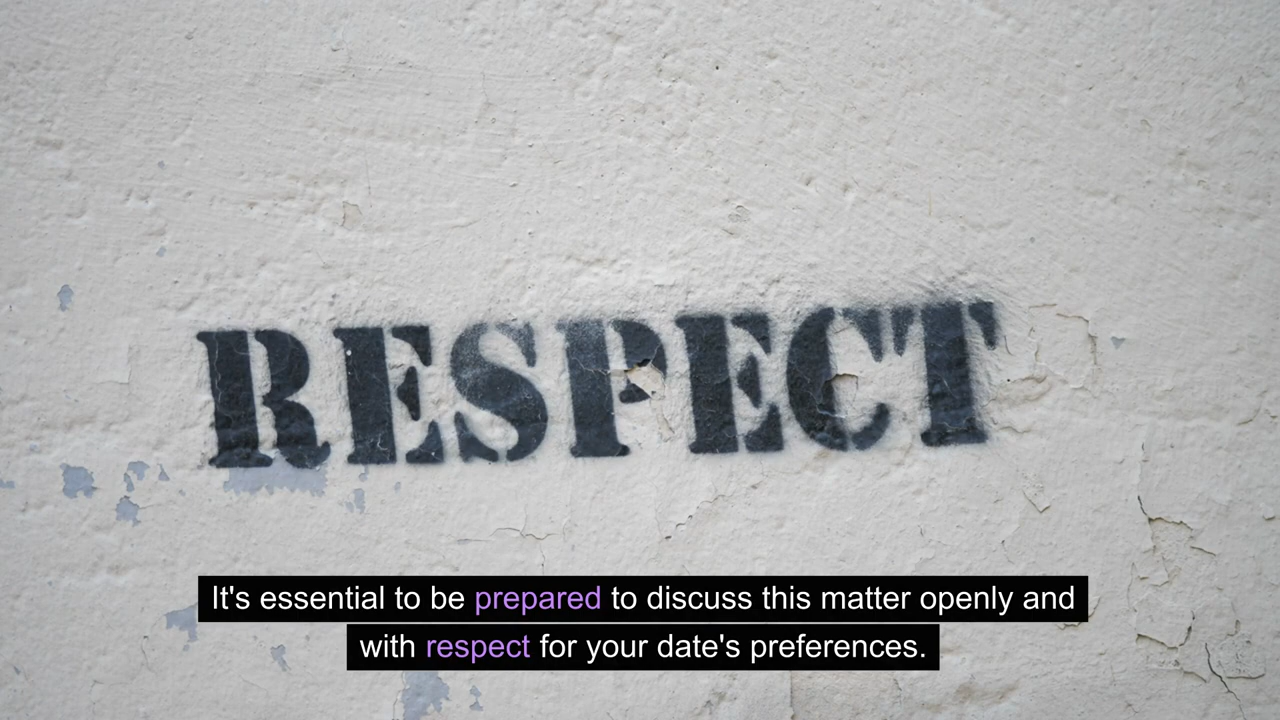 RESPECT
It's essential to be prepared to discuss this matter openly and
with respect for your date's preferences.